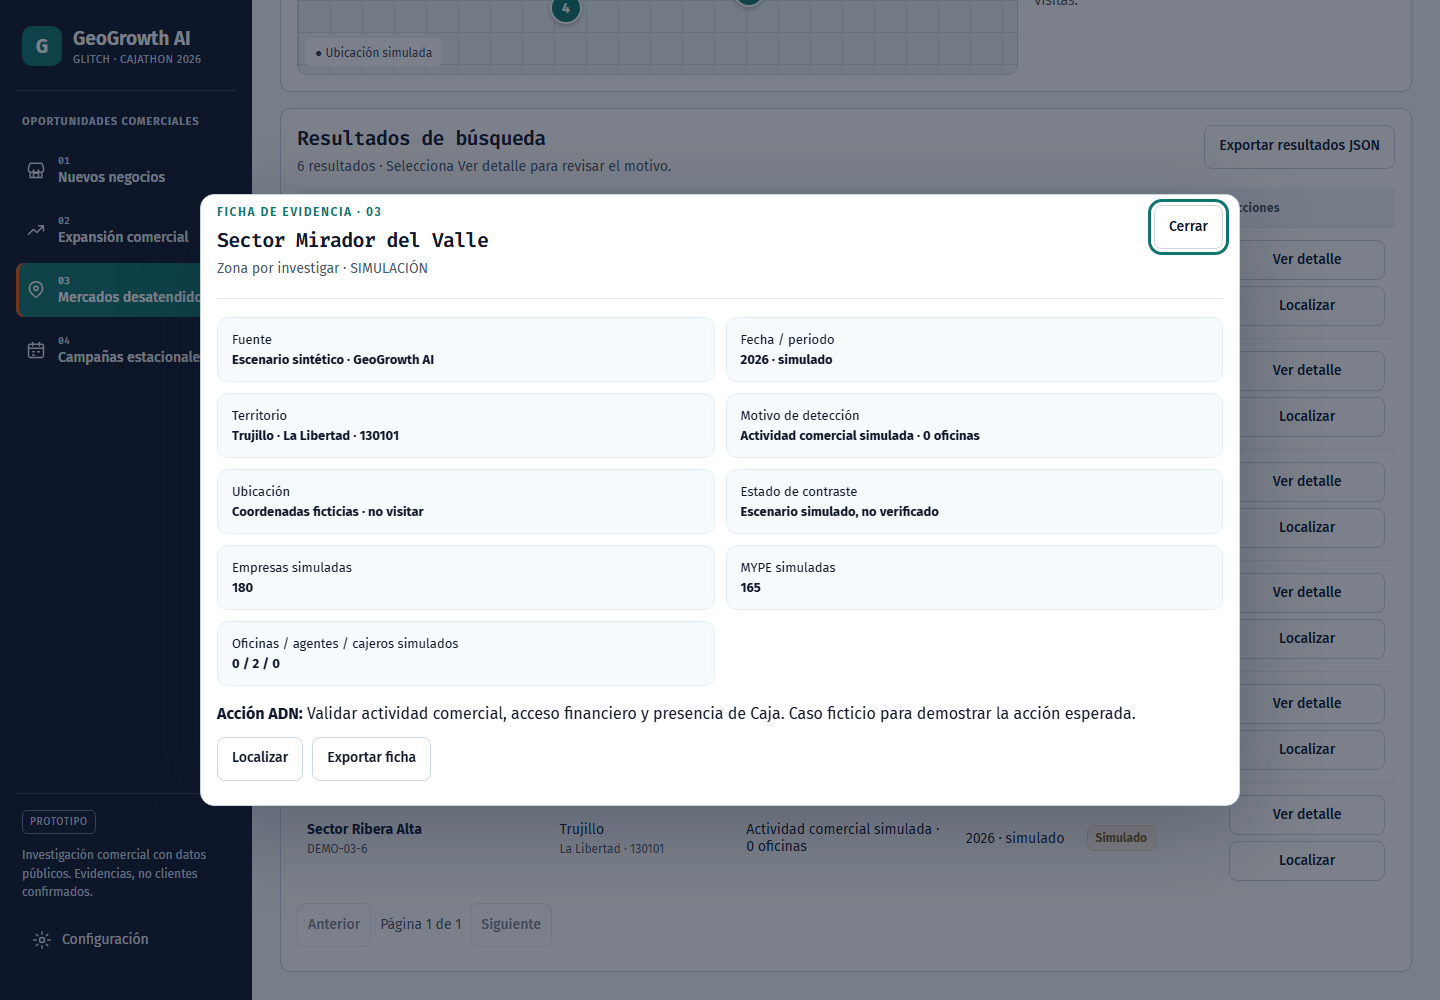 G
GeoGrowth AI
GLITCH · CAJATHON 2026
OPORTUNIDADES COMERCIALES
01
Nuevos negocios
02
Expansión comercial
03
Mercados desatendido
04
Campañas estacionale
PROTOTIPO
Investigación comercial con datos
públicos. Evidencias, no clientes
confirmados.
Configuración
4
● Ubicación simulada
visitas.
Resultados de búsqueda
6 resultados · Selecciona Ver detalle para revisar el motivo.
Exportar resultados JSON
cciones
Ver detalle
Localizar
Ver detalle
Localizar
Ver detalle
Localizar
Ver detalle
Localizar
Ver detalle
Localizar
FICHA DE EVIDENCIA · 03
Sector Mirador del Valle
Zona por investigar · SIMULACIÓN
Cerrar
Fuente
Escenario sintético · GeoGrowth AI
Fecha / periodo
2026 · simulado
Territorio
Trujillo · La Libertad · 130101
Motivo de detección
Actividad comercial simulada · 0 oficinas
Ubicación
Coordenadas ficticias · no visitar
Estado de contraste
Escenario simulado, no verificado
Empresas simuladas
180
MYPE simuladas
165
Oficinas / agentes / cajeros simulados
0 / 2 / 0
Acción ADN: Validar actividad comercial, acceso financiero y presencia de Caja. Caso ficticio para demostrar la acción esperada.
Localizar
Exportar ficha
Sector Ribera Alta
DEMO-03-6
Trujillo
La Libertad · 130101
Actividad comercial simulada ·
0 oficinas
2026 · simulado
Simulado
Ver detalle
Localizar
Anterior
Página 1 de 1
Siguiente